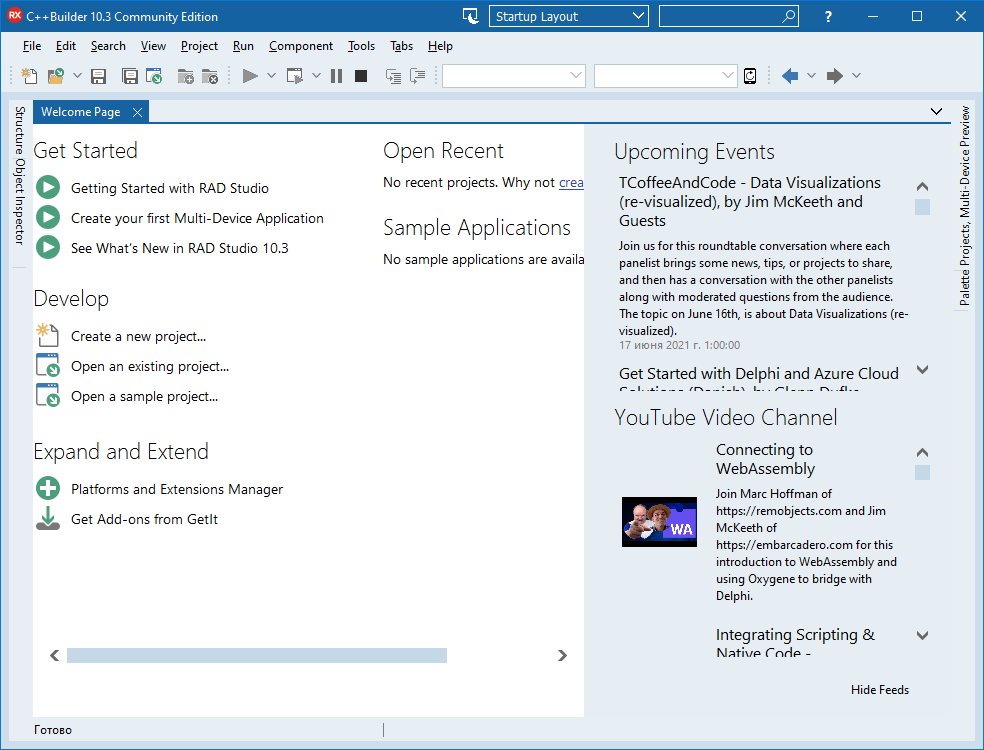 RX C++Builder 10.3 Community Edition
Startup Layout
?
File Edit Search View Project Run Component Tools Tabs Help
Structure Object Inspector
Welcome Page
Get Started
Getting Started with RAD Studio
Create your first Multi-Device Application
See What's New in RAD Studio 10.3
Develop
Create a new project...
Open an existing project...
Open a sample project...
Expand and Extend
Platforms and Extensions Manager
Get Add-ons from GetIt
Open Recent
No recent projects. Why not crea
Sample Applications
No sample applications are availa
Upcoming Events
TCoffeeAndCode - Data Visualizations
(re-visualized), by Jim McKeeth and
Guests
Join us for this roundtable conversation where each
panelist brings some news, tips, or projects to share,
and then has a conversation with the other panelists
along with moderated questions from the audience.
The topic on June 16th, is about Data Visualizations (re-
visualized).
17 июня 2021 г. 1:00:00
Get Started with Delphi and Azure Cloud
Solutions (Danish), by Glenn Dufke
YouTube Video Channel
WA
Connecting to
WebAssembly
Join Marc Hoffman of
https://remobjects.com and Jim
McKeeth of
https://embarcadero.com for this
introduction to WebAssembly and
using Oxygene to bridge with
Delphi.
Integrating Scripting &
Native Code -
Hide Feeds
Palette Projects, Multi-Device Preview
Готово